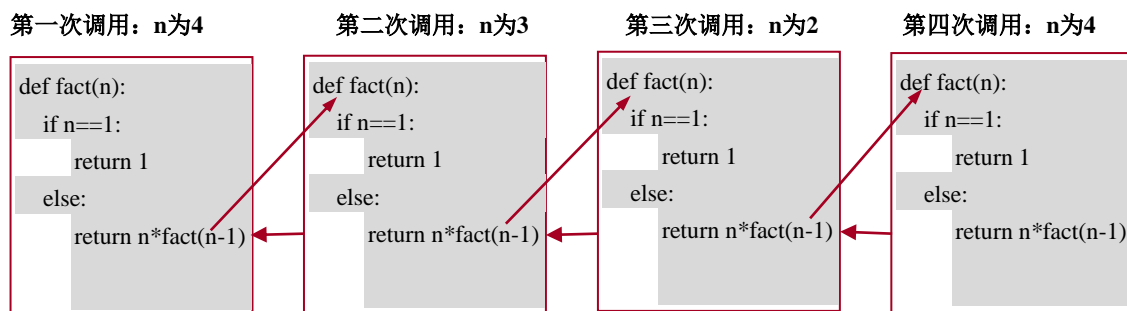 第一次调用：n为4
def fact(n):
if n==1:
return 1
else:
return n*fact(n-1)
第二次调用：n为3
def fact(n):
if n==1:
return 1
else:
return n*fact(n-1)
第三次调用：n为2
def fact(n):
if n==1:
return 1
else:
return n*fact(n-1)
第四次调用：n为4
def fact(n):
if n==1:
return 1
else:
return n*fact(n-1)